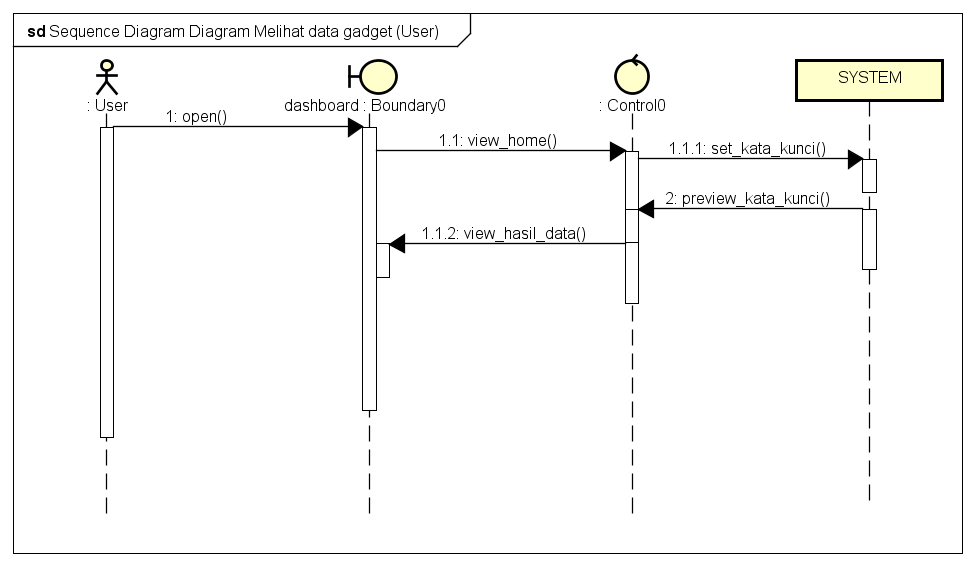 sd Sequence Diagram Diagram Melihat data gadget (User)
: User
dashboard : Boundary0
: Control0
SYSTEM
1: open()
1.1: view_home()
1.1.1: set_kata_kunci()
2: preview_kata_kunci()
1.1.2: view_hasil_data()